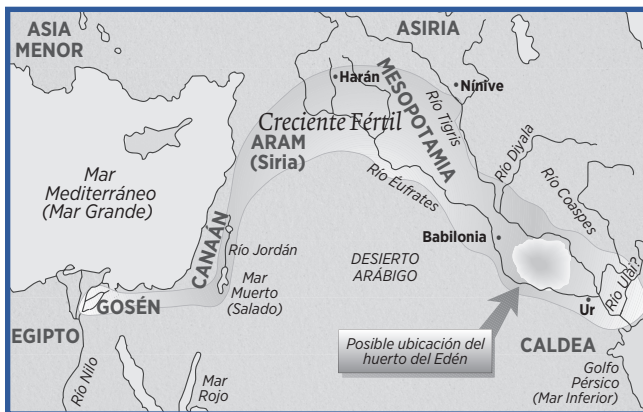 ASIA
MENOR
ASIRIA
Harán
Nínive
MESOPOTAMIA
Río Tigris
Creciente Fértil
ARAM
(Siria)
Río Diyala
Río Coaspes
Mar
Mediterráneo
(Mar Grande)
CANAÁN
Río Éufrates
Río Jordán
DESIERTO
ARÁBIGO
Babilonia
Mar
Muerto
(Salado)
Río Ulai?
GOSÉN
Ur
EGIPTO
Río Nilo
Mar
Rojo
Posible ubicación del
huerto del Edén
CALDEA
Golfo
Pérsico
(Mar Inferior)